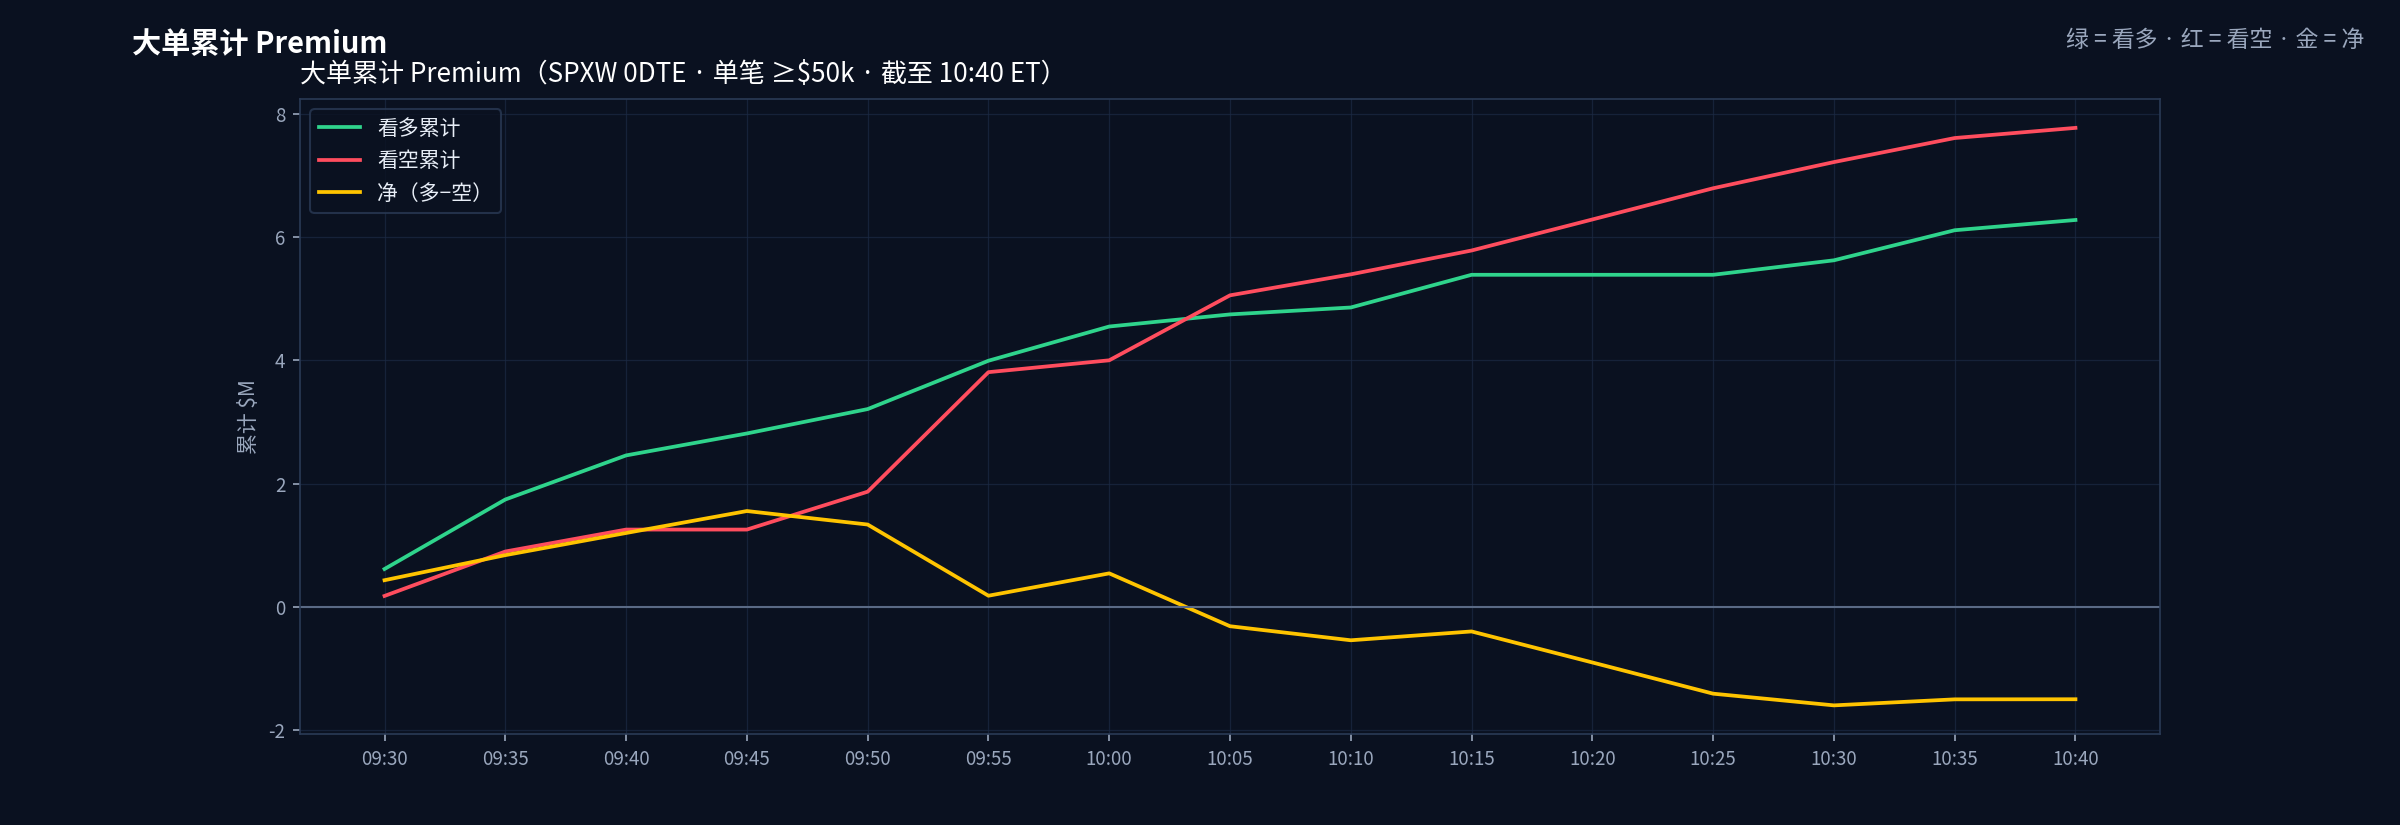 大单累计 Premium
绿 = 看多 · 红 = 看空 · 金 = 净
大单累计 Premium（SPXW 0DTE · 单笔 ≥$50k · 截至 10:40 ET）
看多累计
看空累计
净（多−空）
累计 $M
8
6
4
2
0
-2
09:30 09:35 09:40 09:45 09:50 09:55 10:00 10:05 10:10 10:15 10:20 10:25 10:30 10:35 10:40